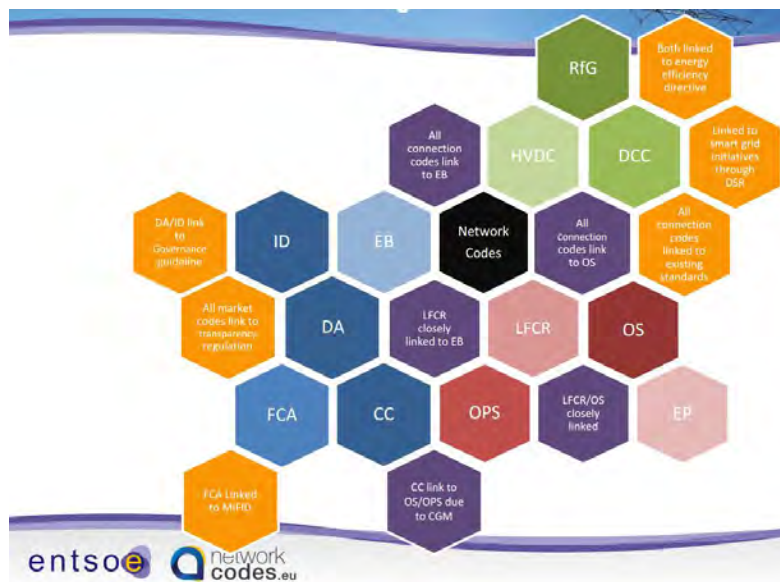 RfG
Both linked
to energy
efficiency
directive
All
connection
codes link
to EB
HVDC
DCC
Linked to
smart grid
initiatives
through
DSR
DA/ID link
to
Governance
guideline
ID
EB
Network
Codes
All
Connection
codes link
to OS
All
connection
codes
linked to
existing
standards
All market
codes link to
transparency
regulation
DA
LFCR
closely
linked to EB
LFCR
OS
FCA
CC
OPS
LFCR/OS
closely
linked
EP
FCA Linked
to MIFID
CC link to
OS/OPS due
to CGM
entsoe
network
codes.eu